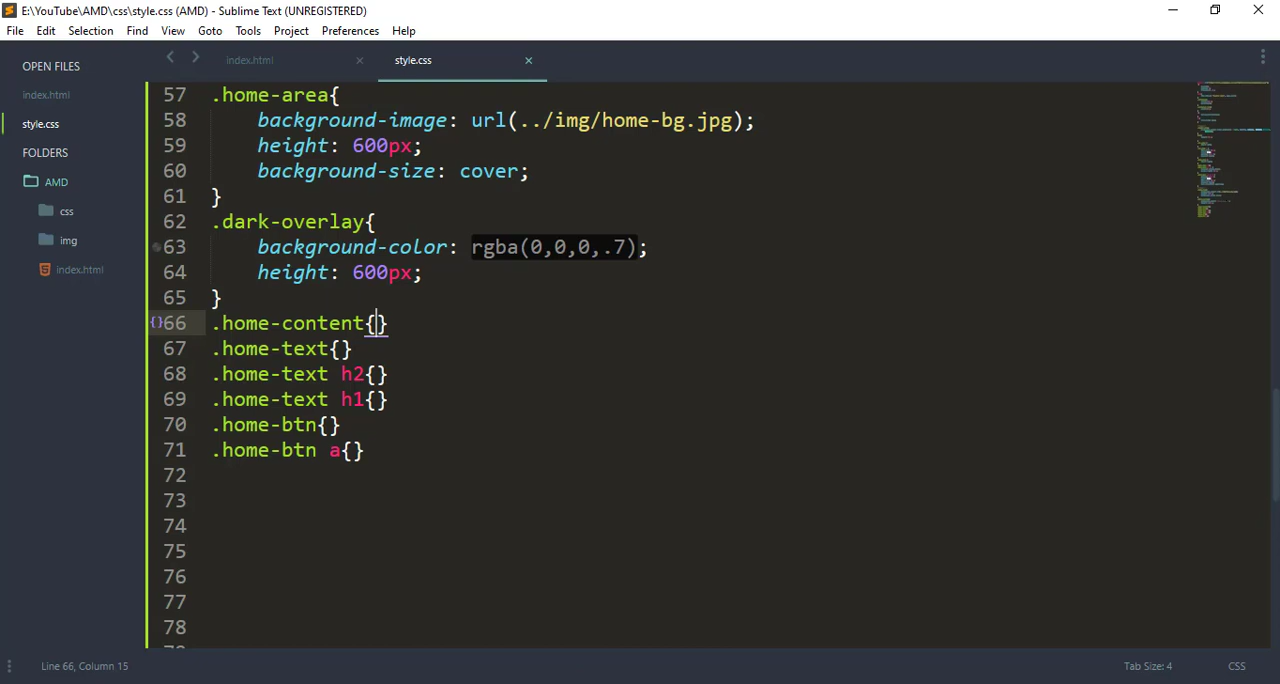 E:\YouTube\AMD\css\style.css (AMD) - Sublime Text (UNREGISTERED)
File Edit Selection Find View Goto Tools Project Preferences Help
OPEN FILES
index.html
style.css
FOLDERS
AMD
css
img
index.html
index.html
style.css
57 .home-area{
58 background-image: url(../img/home-bg.jpg);
59 height: 600px;
60 background-size: cover;
61 }
62 .dark-overlay{
63 background-color: rgba(0,0,0,.7);
64 height: 600px;
65 }
66 .home-content{}
67 .home-text{}
68 .home-text h2{}
69 .home-text h1{}
70 .home-btn{}
71 .home-btn a{}
72
73
74
75
76
77
78
Line 66, Column 15
Tab Size: 4
CSS